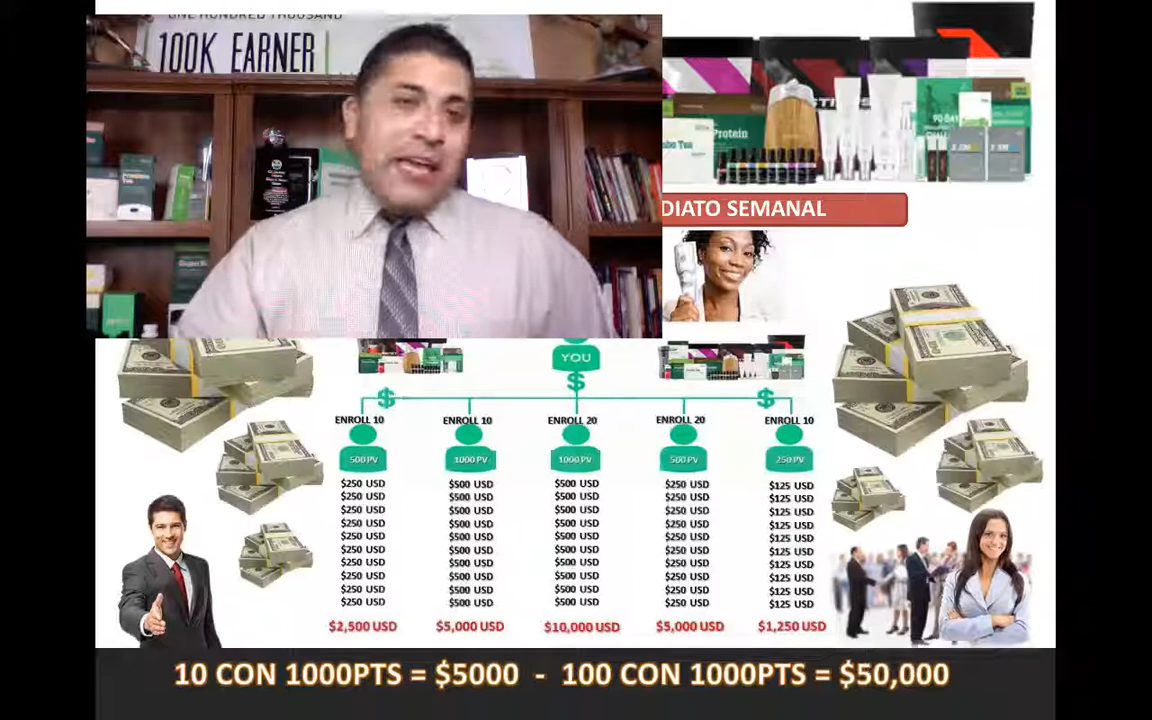 ONE HUNDRED THOUSAND
100K EARNER
Protein
90-DAY
DIATO SEMANAL
YOU
$
$ $
ENROLL 10 ENROLL 10 ENROLL 20 ENROLL 20 ENROLL 10
500 PV 1000 PV 1000 PV 500 PV 250 PV
$250 USD $500 USD $500 USD $250 USD $125 USD
$250 USD $500 USD $500 USD $250 USD $125 USD
$250 USD $500 USD $500 USD $250 USD $125 USD
$250 USD $500 USD $500 USD $250 USD $125 USD
$250 USD $500 USD $500 USD $250 USD $125 USD
$250 USD $500 USD $500 USD $250 USD $125 USD
$250 USD $500 USD $500 USD $250 USD $125 USD
$250 USD $500 USD $500 USD $250 USD $125 USD
$250 USD $500 USD $500 USD $250 USD $125 USD
$250 USD $500 USD $500 USD $250 USD $125 USD
$2,500 USD $5,000 USD $10,000 USD $5,000 USD $1,250 USD
10 CON 1000PTS = $5000 - 100 CON 1000PTS = $50,000